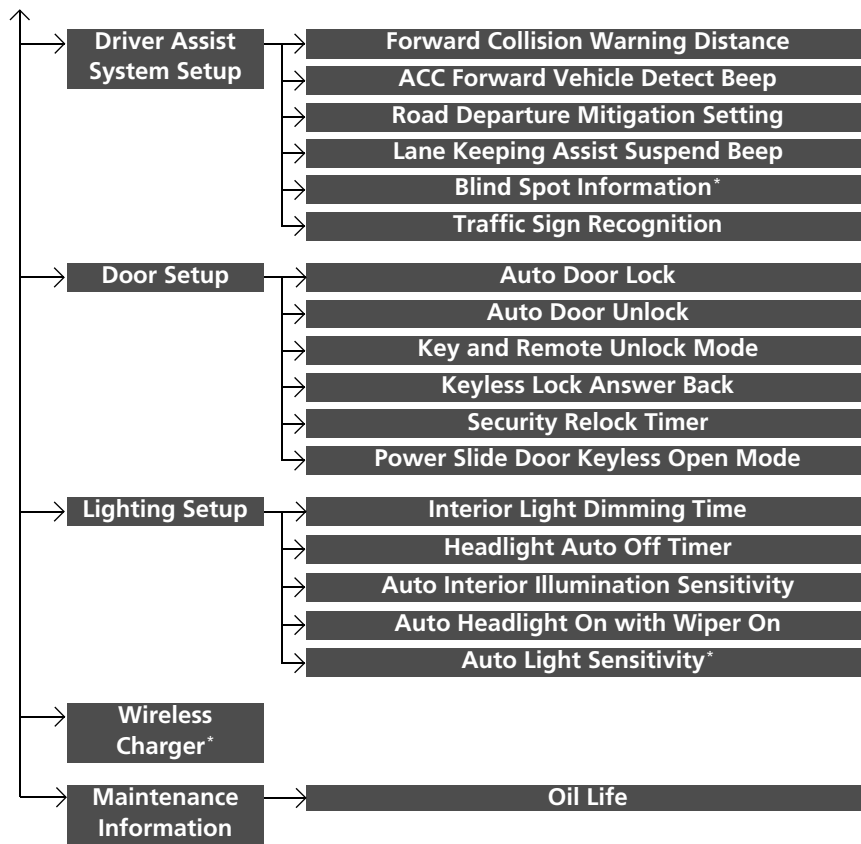 Driver Assist
System Setup
Forward Collision Warning Distance
ACC Forward Vehicle Detect Beep
Road Departure Mitigation Setting
Lane Keeping Assist Suspend Beep
Blind Spot Information*
Traffic Sign Recognition
Door Setup
Auto Door Lock
Auto Door Unlock
Key and Remote Unlock Mode
Keyless Lock Answer Back
Security Relock Timer
Power Slide Door Keyless Open Mode
Lighting Setup
Interior Light Dimming Time
Headlight Auto Off Timer
Auto Interior Illumination Sensitivity
Auto Headlight On with Wiper On
Auto Light Sensitivity*
Wireless
Charger*
Maintenance
Information
Oil Life